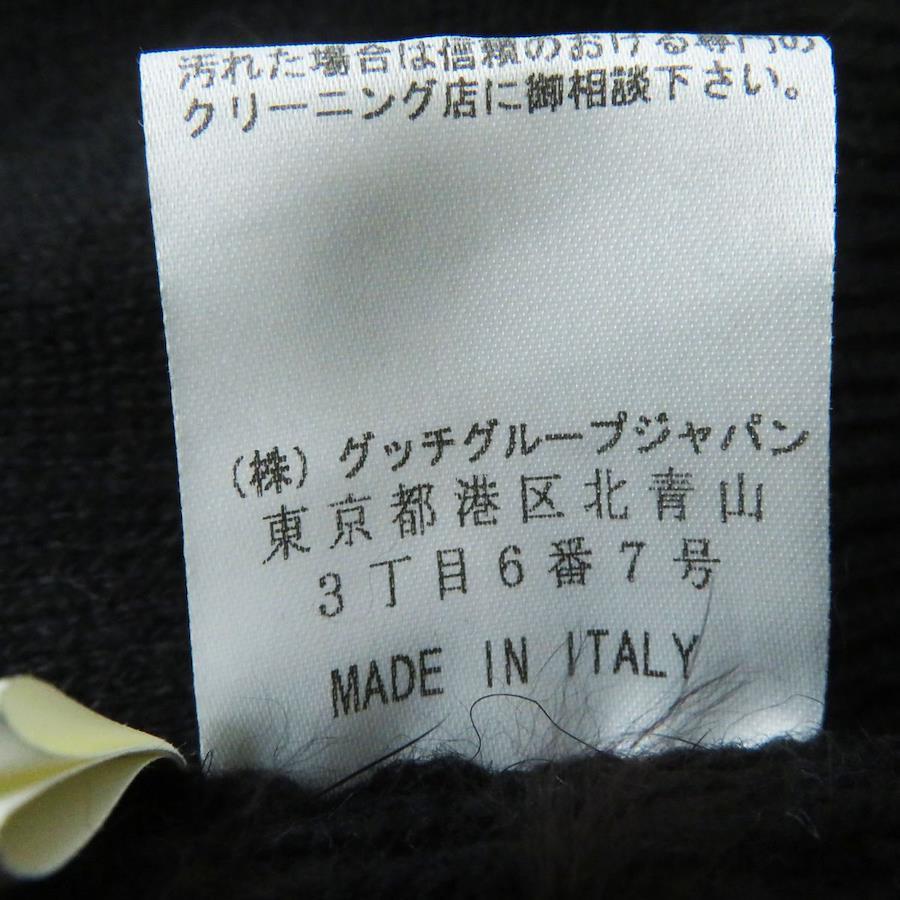 汚れた場合は信頼のおける専門の
クリーニング店に御相談下さい。
(株) グッチグループジャパン
東京都港区北青山
3丁目6番7号
MADE IN ITALY